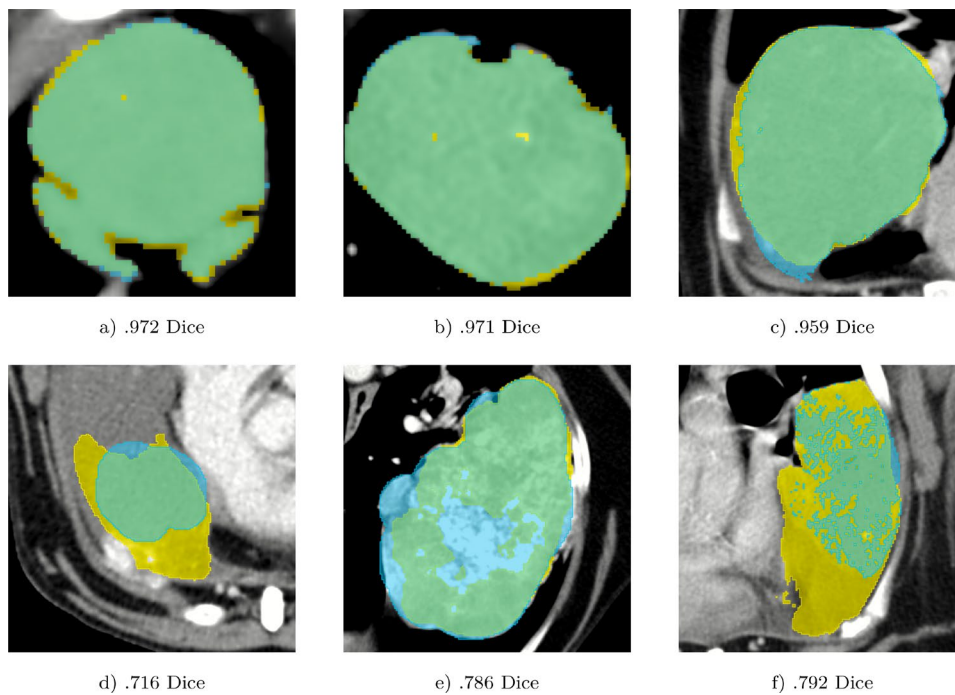 a) .972 Dice
b) .971 Dice
c) .959 Dice
d) .716 Dice
e) .786 Dice
f) .792 Dice